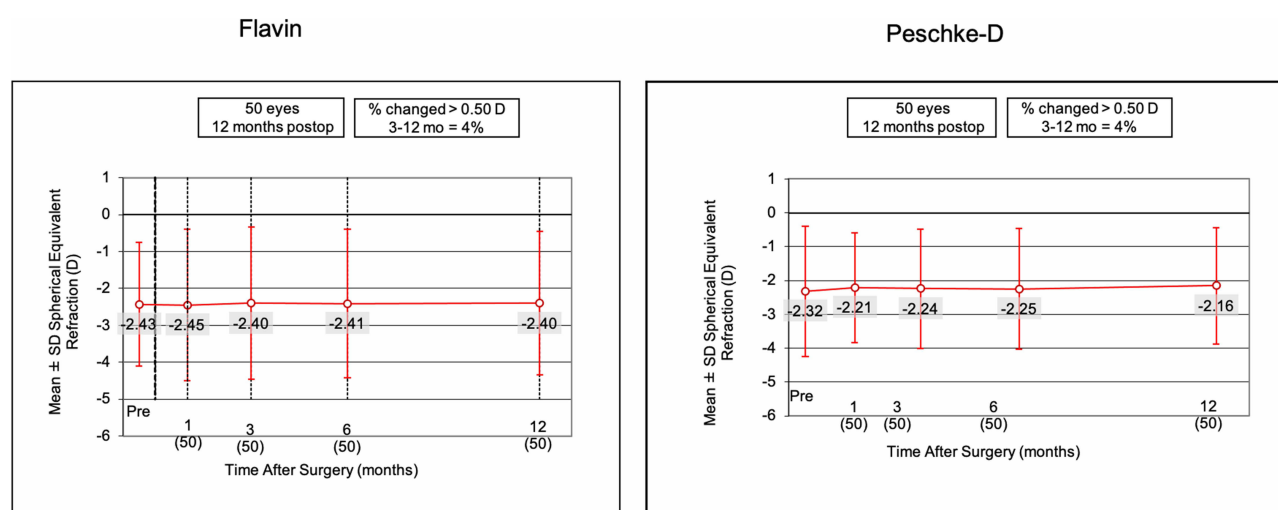 Flavin
50 eyes
12 months postop
% changed > 0.50 D
3-12 mo = 4%
Mean ± SD Spherical Equivalent
Refraction (D)
1
0
-1
-2
-3
-4
-5
-6
-2.43
-2.45
-2.40
-2.41
-2.40
Pre
1
(50)
3
(50)
6
(50)
12
(50)
Time After Surgery (months)
Peschke-D
50 eyes
12 months postop
% changed > 0.50 D
3-12 mo = 4%
Mean ± SD Spherical Equivalent
Refraction (D)
1
0
-1
-2
-3
-4
-5
-6
-2.32
-2.21
-2.24
-2.25
-2.16
Pre
1
(50)
3
(50)
6
(50)
12
(50)
Time After Surgery (months)